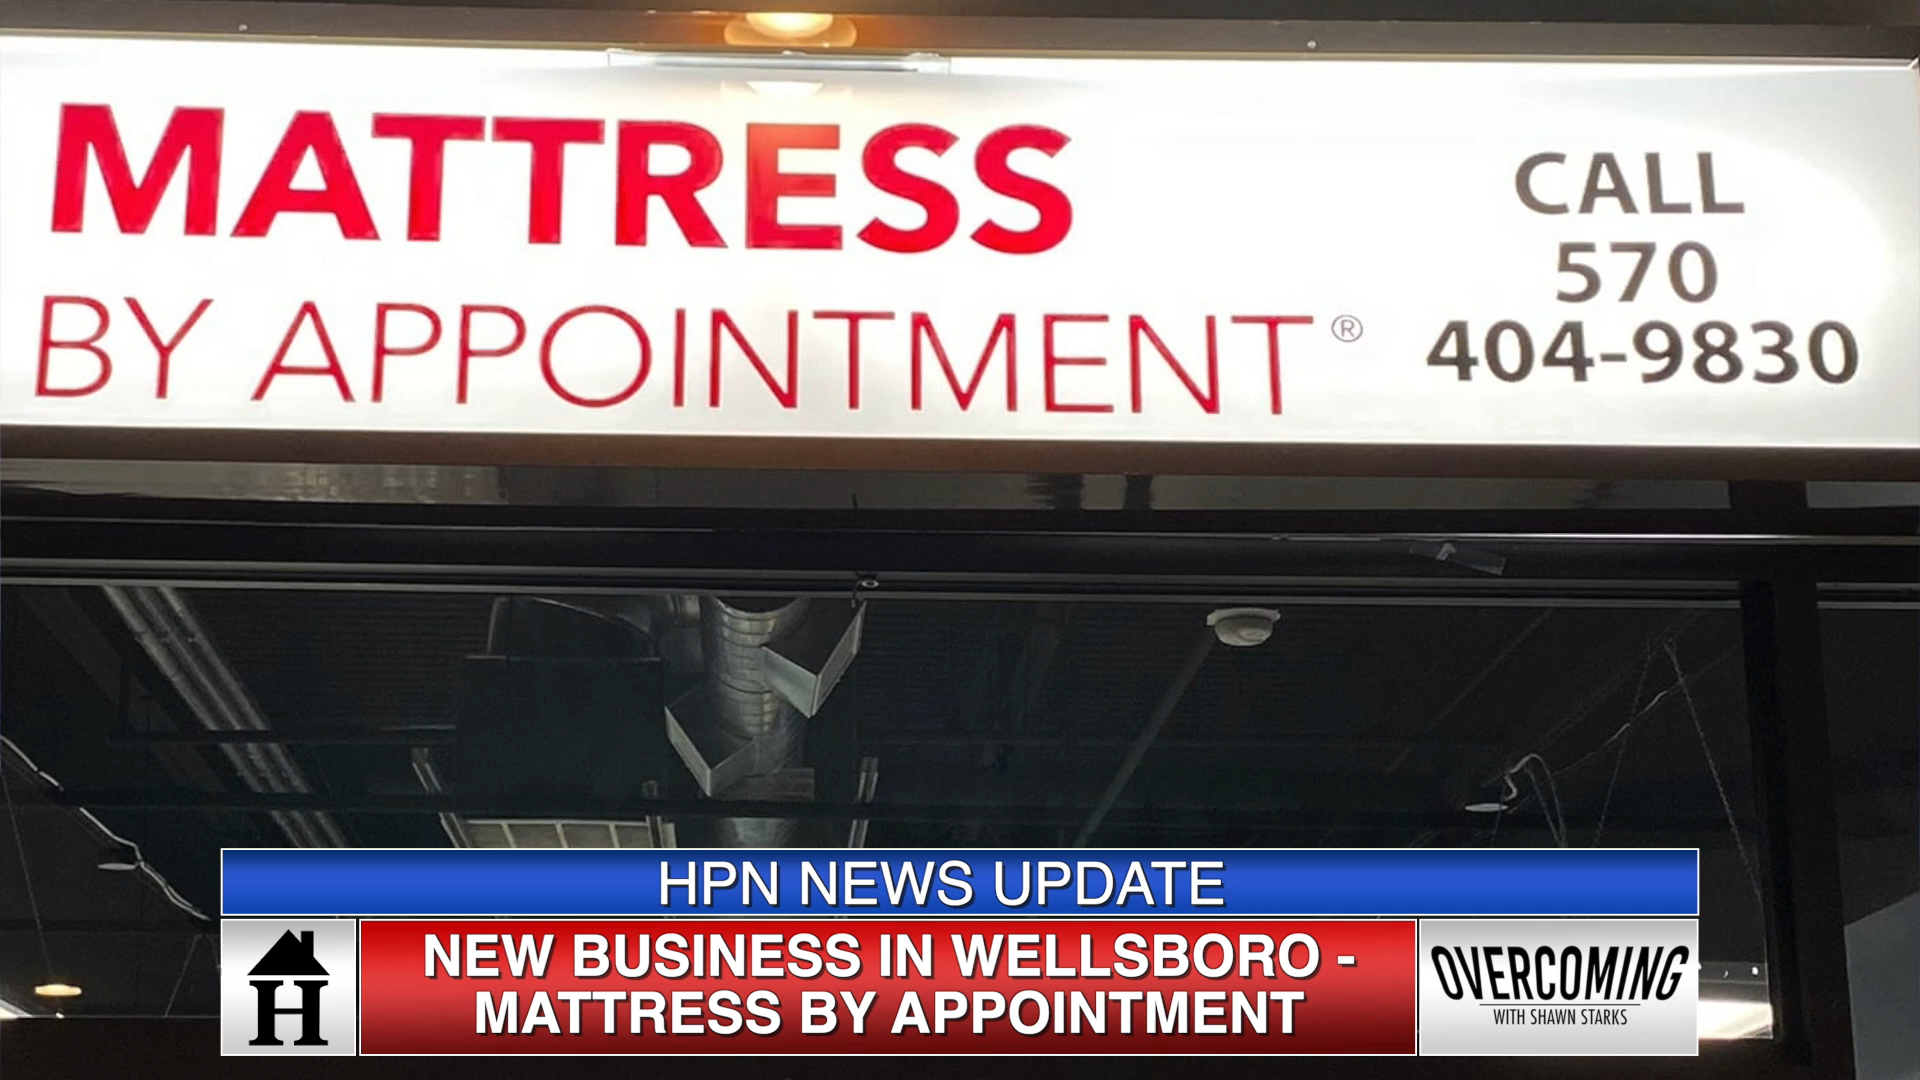 MATTRESS
BY APPOINTMENT®
CALL
570
404-9830
HPN NEWS UPDATE
H
NEW BUSINESS IN WELLSBORO -
MATTRESS BY APPOINTMENT
OVERCOMING
WITH SHAWN STARKS